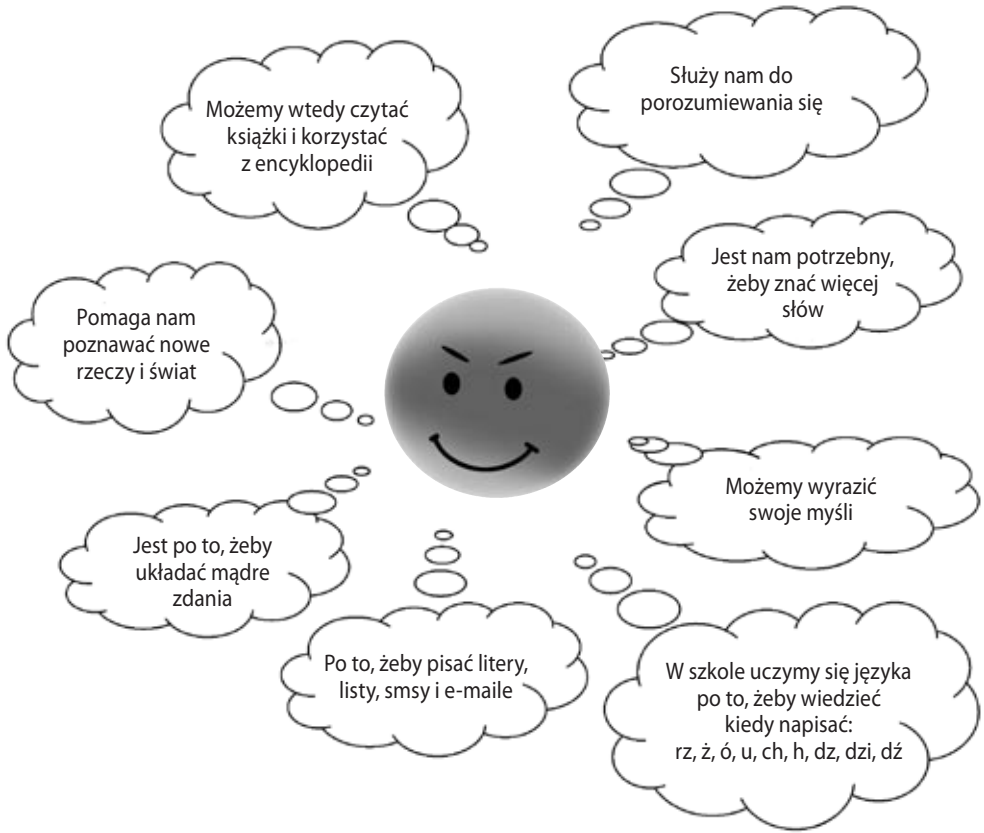 Możemy wtedy czytać
książki i korzystać
z encyklopedii
Służy nam do
porozumiewania się
Jest nam potrzebny,
żeby znać więcej
słów
Pomaga nam
poznawać nowe
rzeczy i świat
Możemy wyrazić
swoje myśli
Jest po to, żeby
układać mądre
zdania
Po to, żeby pisać litery,
listy, smsy i e-maile
W szkole uczymy się języka
po to, żeby wiedzieć
kiedy napisać:
rz, ż, ó, u, ch, h, dz, dzi, dź